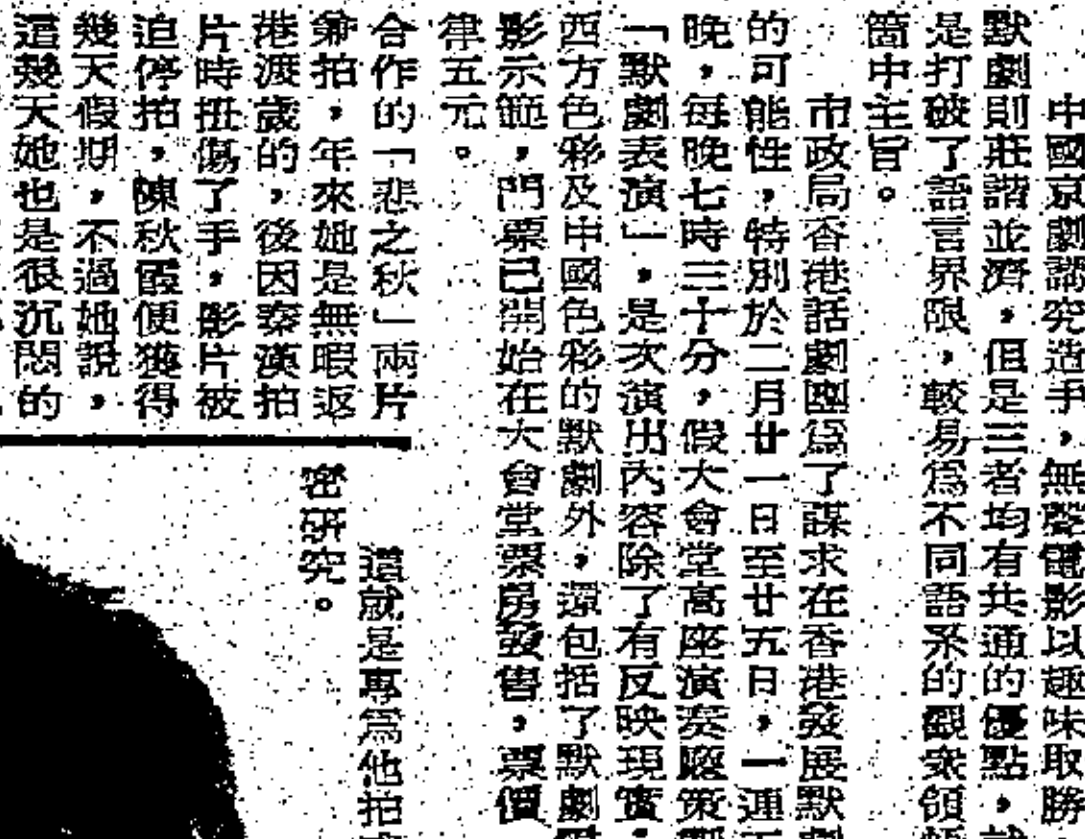 中國京劇講究造手，無聲電影以趣味取勝
默劇則莊諧並濟，但是三者均有共通的優點，
是打破了語言界限，較易爲不同語系的觀衆領
箇中主旨。
市政局香港話劇團爲了謀求在香港發展默劇
的可能性，特別於二月廿一日至廿五日，一連五
晚，每晚七時三十分，假大會堂高座演奏廳策劃
「默劇表演」，是次演出內容除了有反映現實，
西方色彩及中國色彩的默劇外，還包括了默劇
影示範，門票已開始在大會堂票房發售，票價
律五元。
合作的「悲之秋」兩片
兼拍，年來她是無暇返
港渡歲的，後因秦漢拍
片時扭傷了手，影片被
迫停拍，陳秋霞便獲得
幾天假期，不過她說，
這幾天她也是很沉悶的
這就是專爲他拍
密研究。